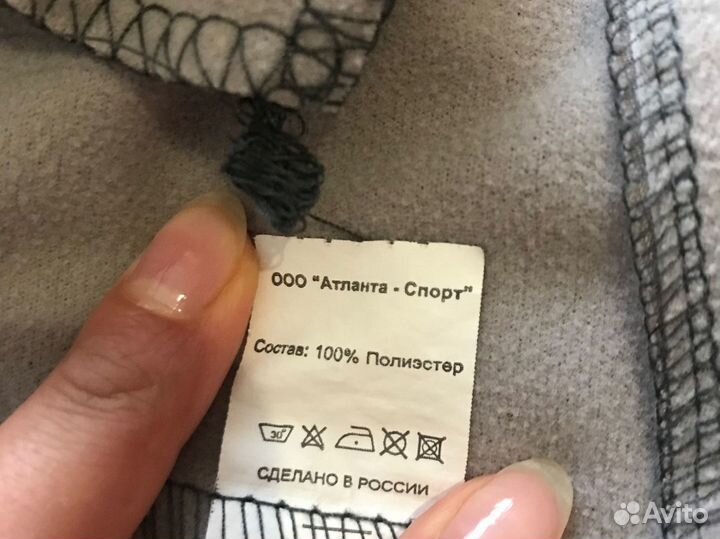 ООО "Атланта - Спорт"
Состав: 100% Полиэстер
30°
СДЕЛАНО В РОССИИ
Avito